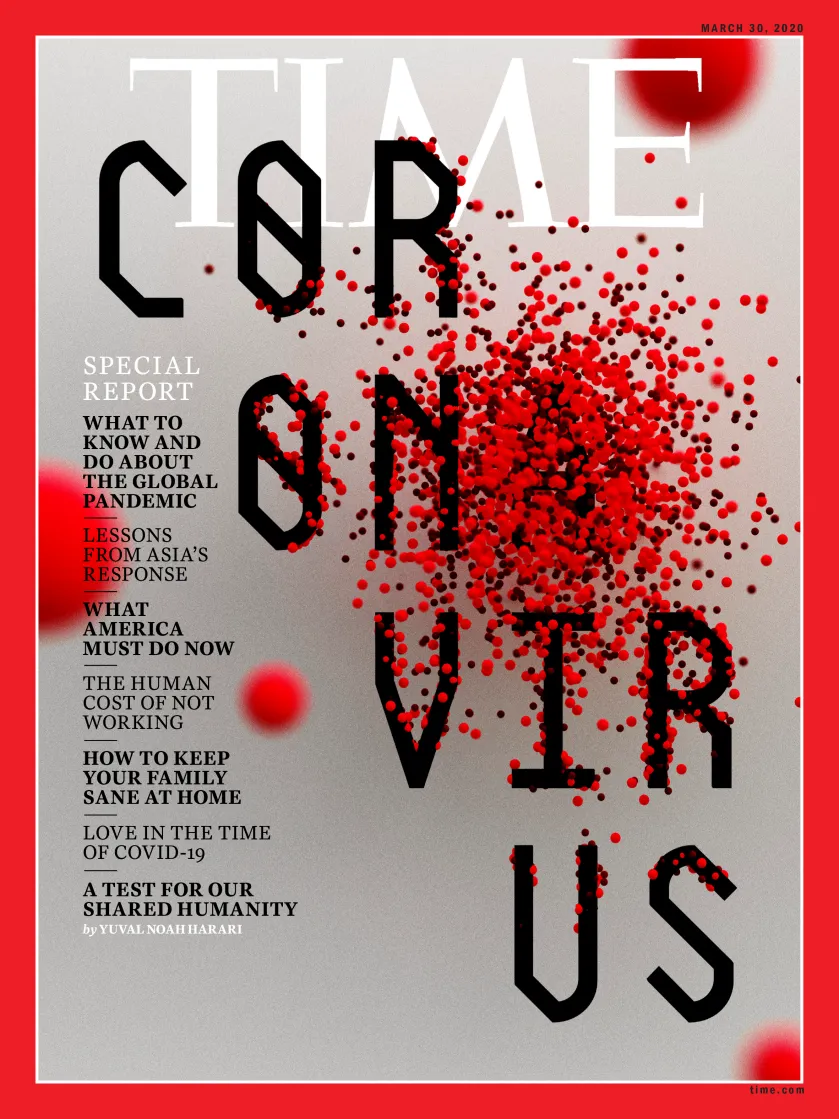 MARCH 30, 2020
TIME
COR
ON
VIR
US
SPECIAL
REPORT
WHAT TO
KNOW AND
DO ABOUT
THE GLOBAL
PANDEMIC
LESSONS
FROM ASIA’S
RESPONSE
WHAT
AMERICA
MUST DO NOW
THE HUMAN
COST OF NOT
WORKING
HOW TO KEEP
YOUR FAMILY
SANE AT HOME
LOVE IN THE TIME
OF COVID-19
A TEST FOR OUR
SHARED HUMANITY
by YUVAL NOAH HARARI
time.com